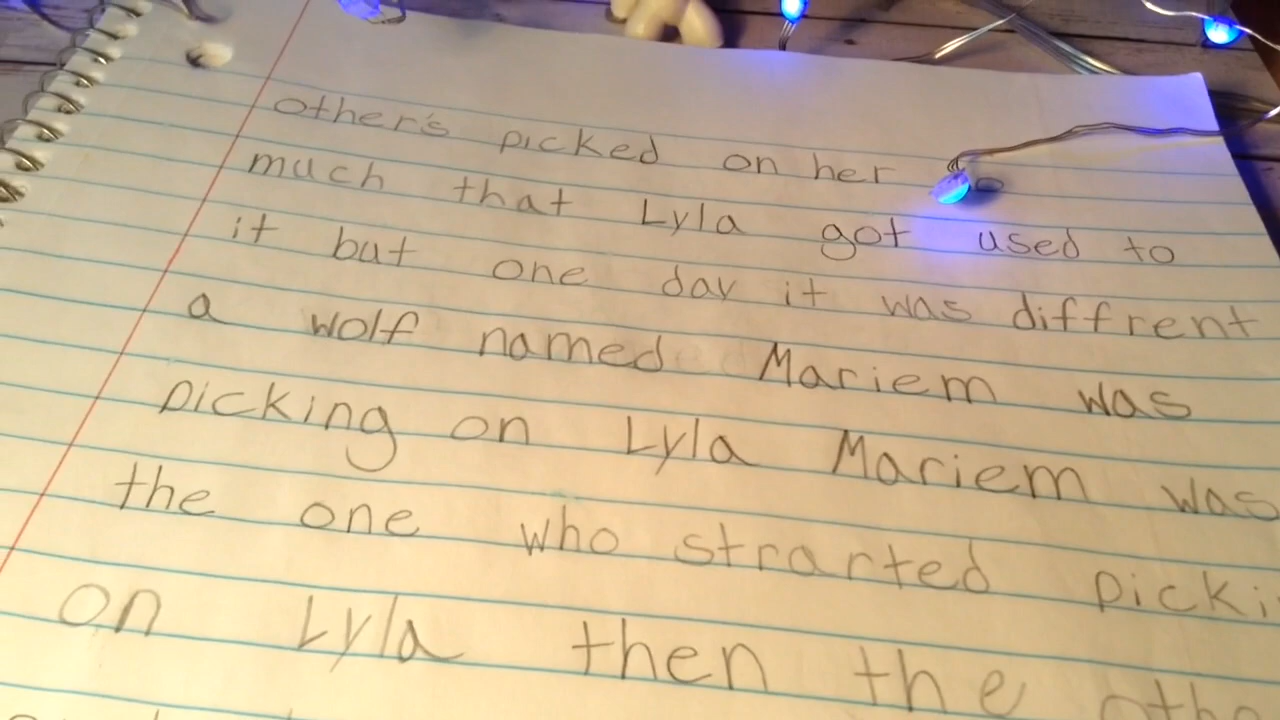 other's picked on her
much that Lyla got used to
it but one day it was diffrent
a wolf named Mariem was
picking on Lyla Mariem was
the one who strarted
on Lyla then the